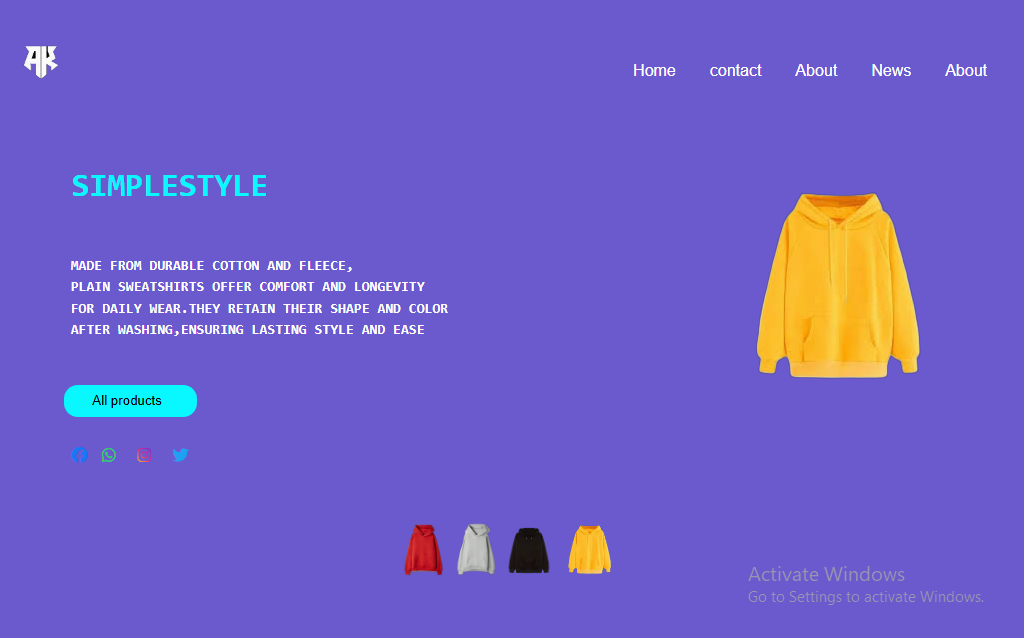 AK
Home contact About News About
SIMPLESTYLE
MADE FROM DURABLE COTTON AND FLEECE,
PLAIN SWEATSHIRTS OFFER COMFORT AND LONGEVITY
FOR DAILY WEAR.THEY RETAIN THEIR SHAPE AND COLOR
AFTER WASHING,ENSURING LASTING STYLE AND EASE
All products
Activate Windows
Go to Settings to activate Windows.